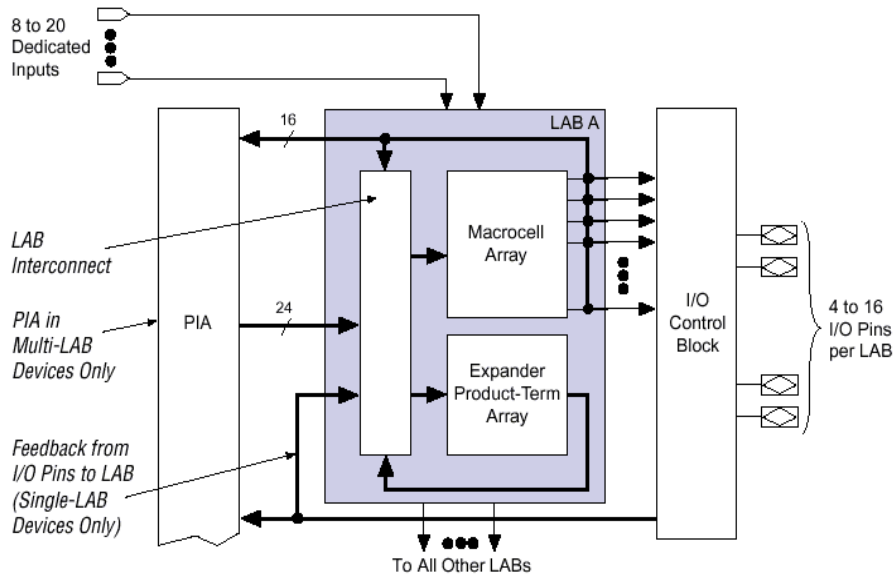 8 to 20
Dedicated
Inputs
LAB A
16
LAB
Interconnect
Macrocell
Array
PIA in
Multi-LAB
Devices Only
PIA
24
I/O
Control
Block
4 to 16
I/O Pins
per LAB
Expander
Product-Term
Array
Feedback from
I/O Pins to LAB
(Single-LAB
Devices Only)
To All Other LABs